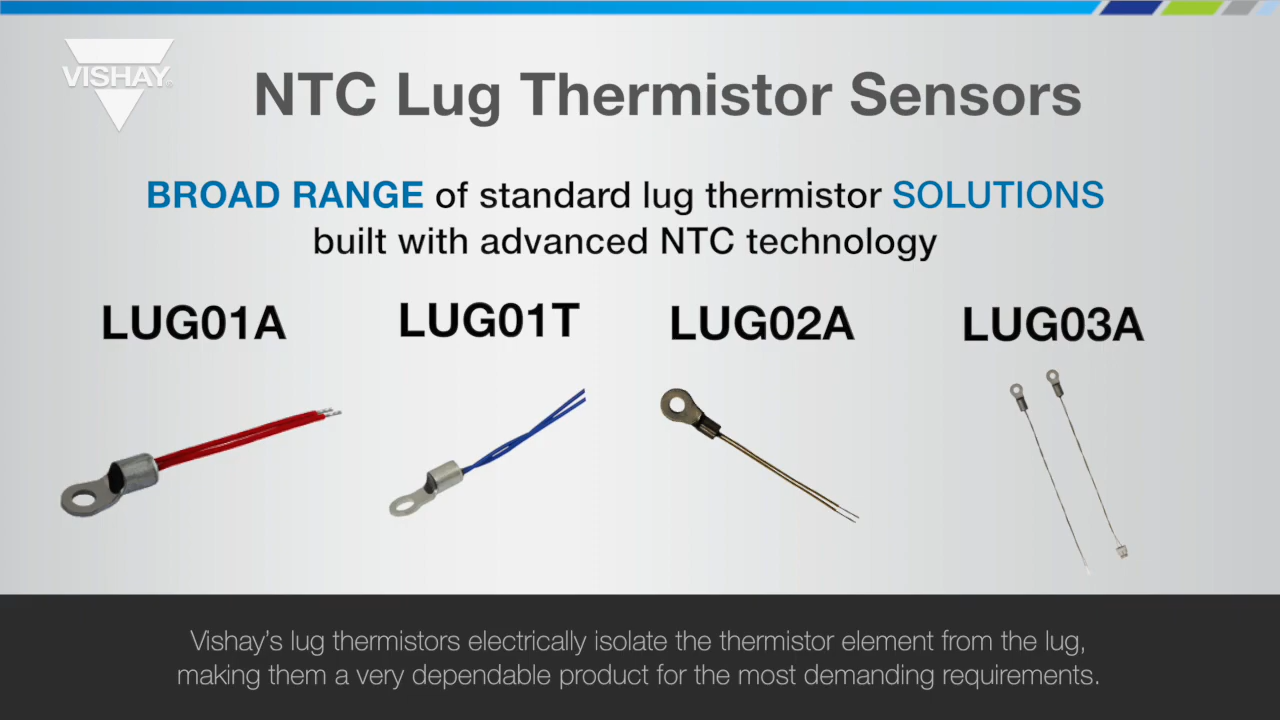 VISHAY®
NTC Lug Thermistor Sensors
BROAD RANGE of standard lug thermistor SOLUTIONS
built with advanced NTC technology
LUG01A
LUG01T
LUG02A
LUG03A
Vishay's lug thermistors electrically isolate the thermistor element from the lug,
making them a very dependable product for the most demanding requirements.